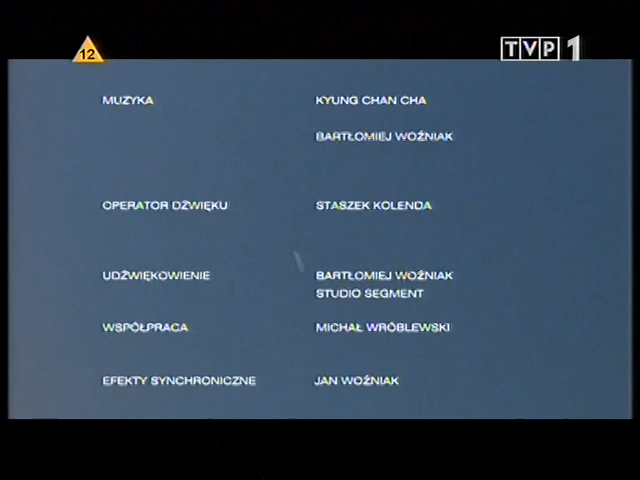 12
TVP 1
MUZYKA KYUNG CHAN CHA
BARTŁOMIEJ WOŹNIAK
OPERATOR DŹWIĘKU STASZEK KOLENDA
UDŹWIĘKOWIENIE BARTŁOMIEJ WOŹNIAK
STUDIO SEGMENT
WSPÓŁPRACA MICHAŁ WRÓBLEWSKI
EFEKTY SYNCHRONICZNE JAN WOŹNIAK